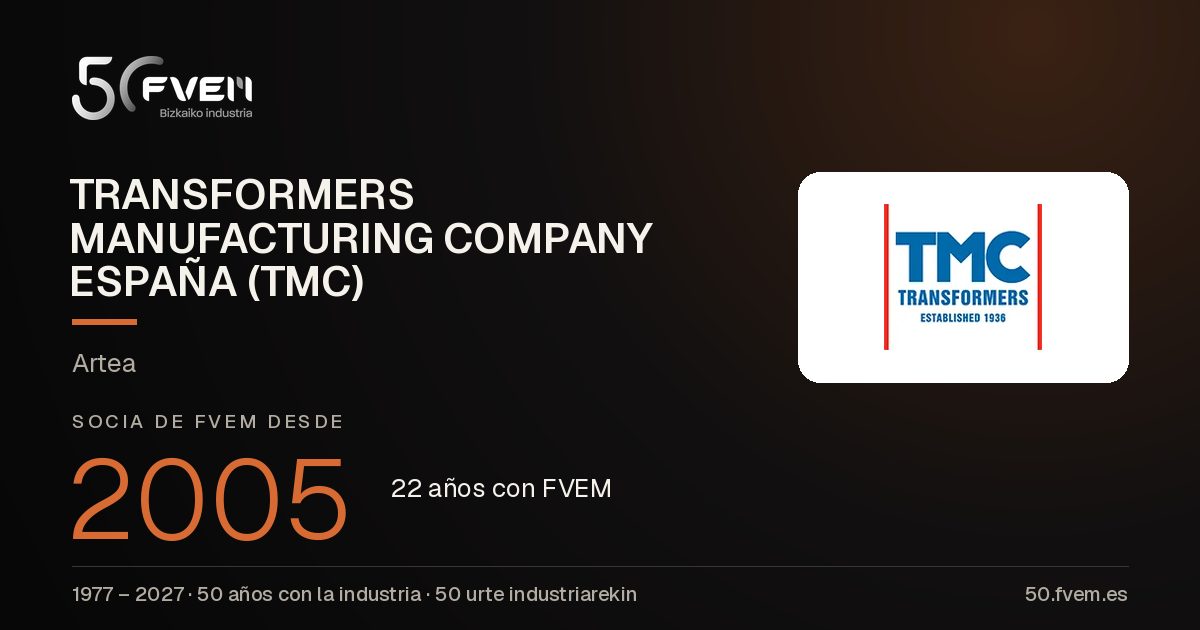 50 FVEM
Bizkaiko industria
TRANSFORMERS
MANUFACTURING COMPANY
ESPAÑA (TMC)
TMC
TRANSFORMERS
ESTABLISHED 1936
Artea
SOCIA DE FVEM DESDE
2005
22 años con FVEM
1977 – 2027 · 50 años con la industria · 50 urte industriarekin
50.fvem.es